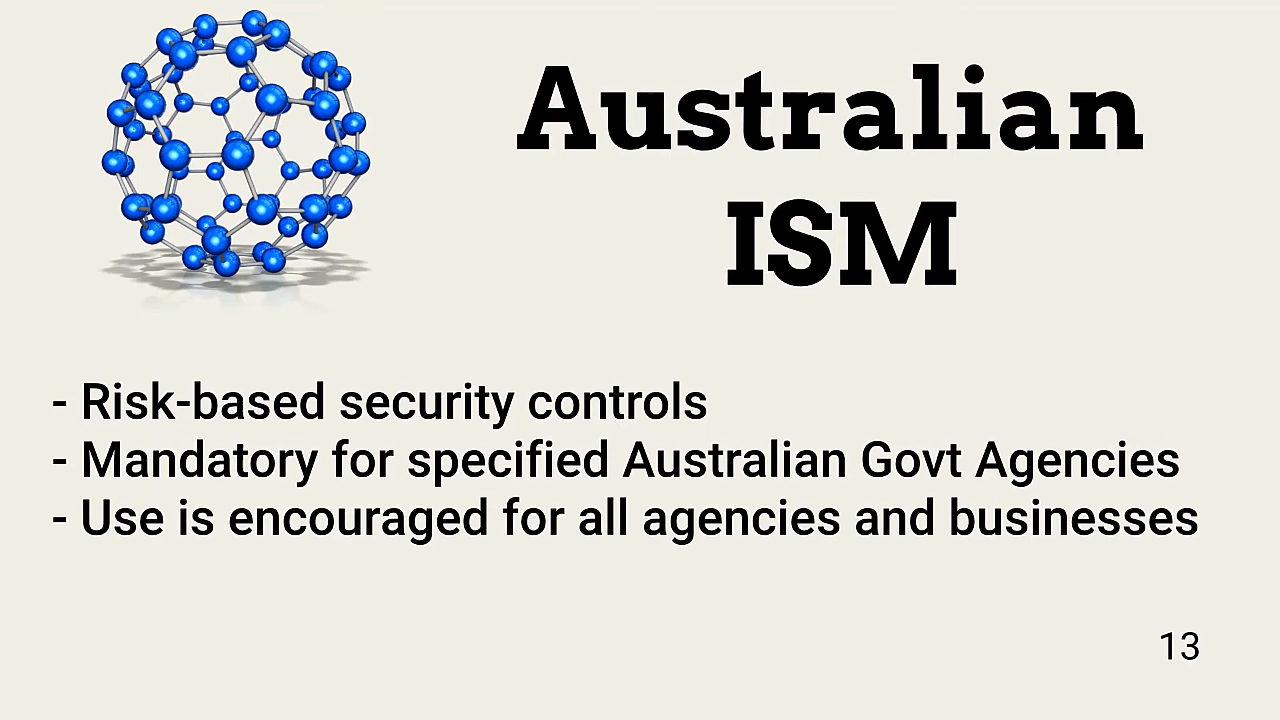 Australian
ISM
- Risk-based security controls
- Mandatory for specified Australian Govt Agencies
- Use is encouraged for all agencies and businesses
13